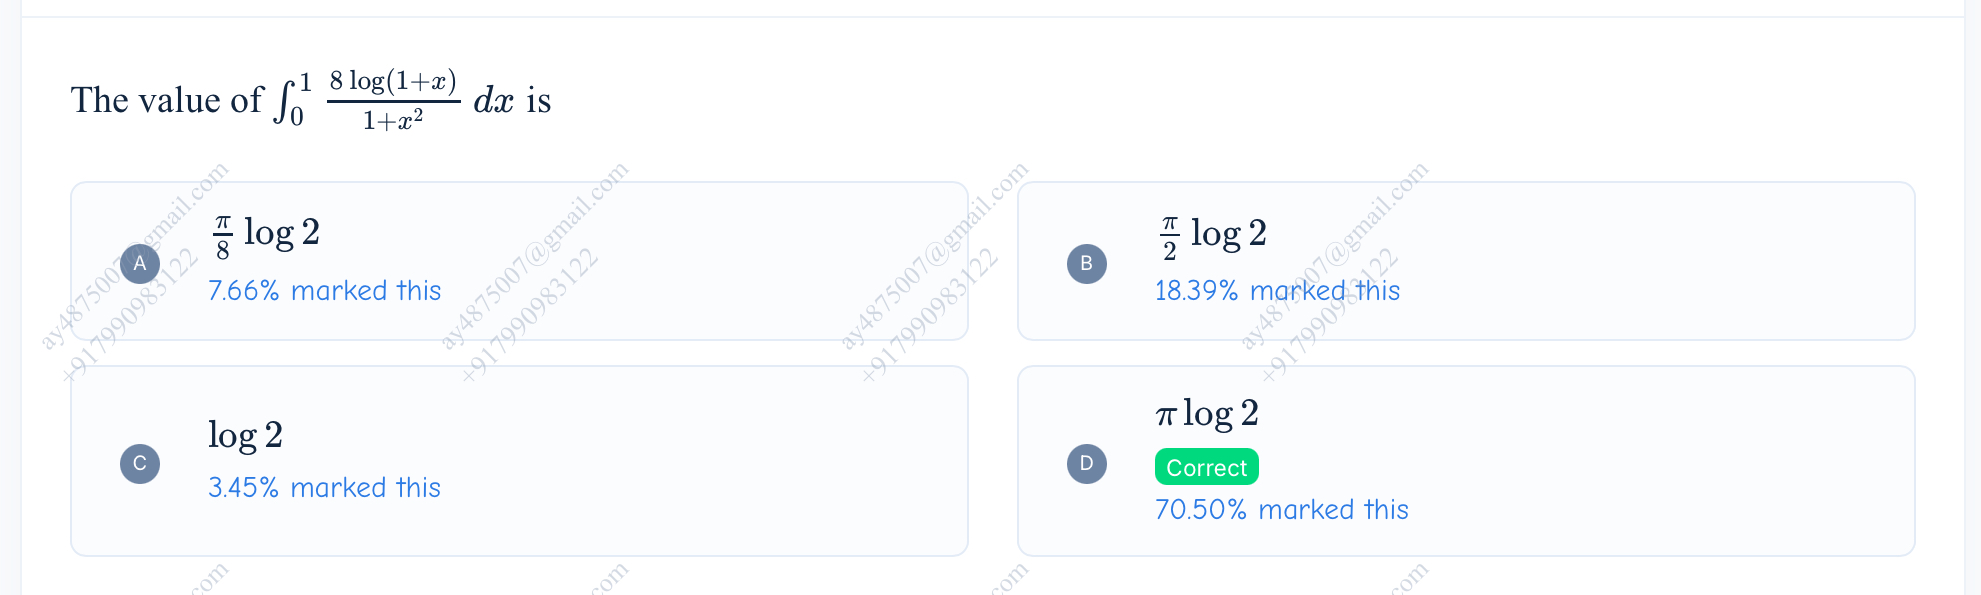 The value of $\int_0^1 \frac{8 \log(1+x)}{1+x^2} \, dx$ is
A
$\frac{\pi}{8} \log 2$
7.66% marked this
B
$\frac{\pi}{2} \log 2$
18.39% marked this
C
$\log 2$
3.45% marked this
D
$\pi \log 2$
Correct
70.50% marked this
ay4875007@gmail.com
+917990983122
ay4875007@gmail.com
+917990983122
ay4875007@gmail.com
+917990983122
ay4875007@gmail.com
+917990983122
.com
.com
.com
.com